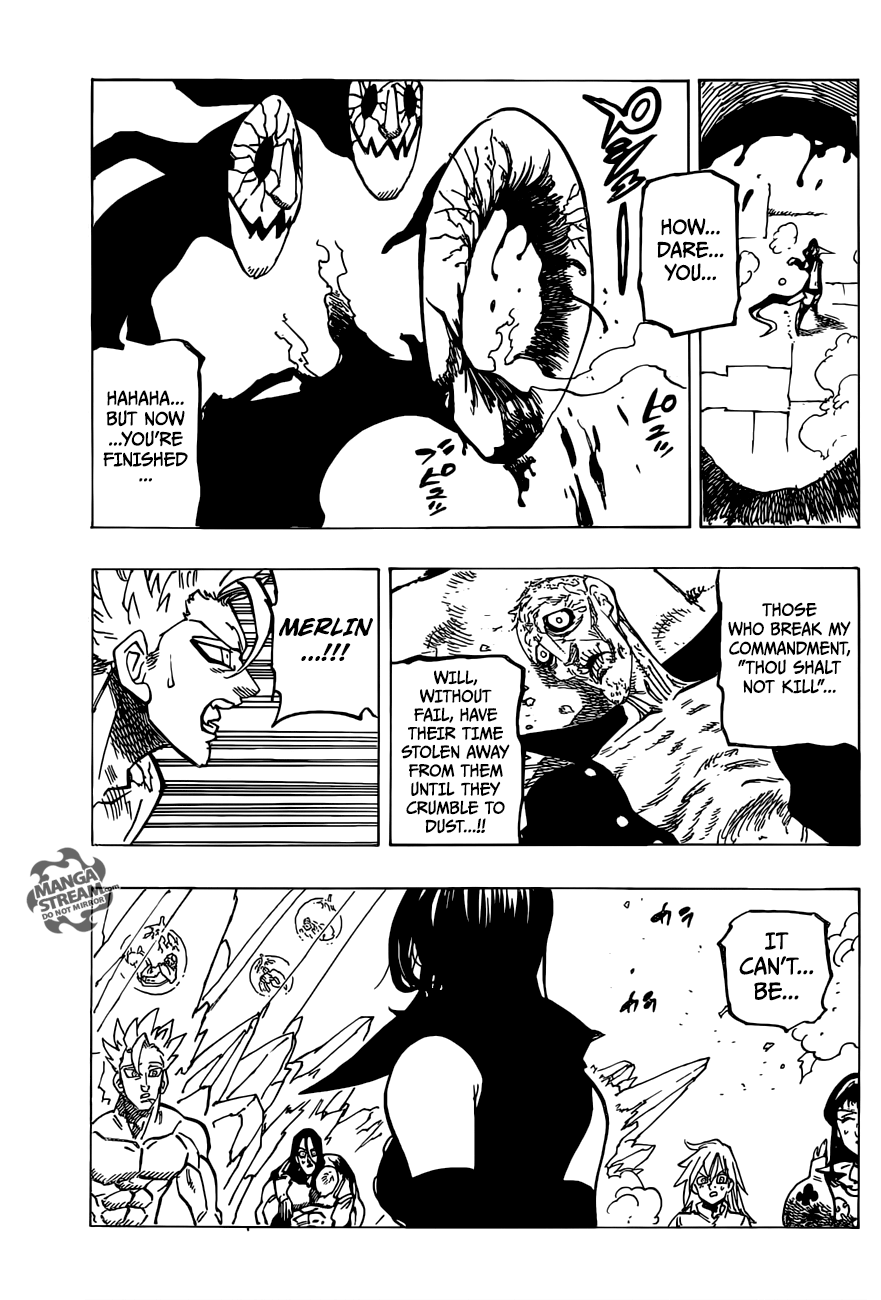 HOW...
DARE...
YOU...
HAHAHA...
BUT NOW
...YOU'RE
FINISHED
...
THOSE
WHO BREAK MY
COMMANDMENT,
"THOU SHALT
NOT KILL"...
WILL,
WITHOUT
FAIL, HAVE
THEIR TIME
STOLEN AWAY
FROM THEM
UNTIL THEY
CRUMBLE TO
DUST...!!
MERLIN
...!!!
IT
CAN'T...
BE...
MANGA
STREAM.com
DO NOT MIRROR!